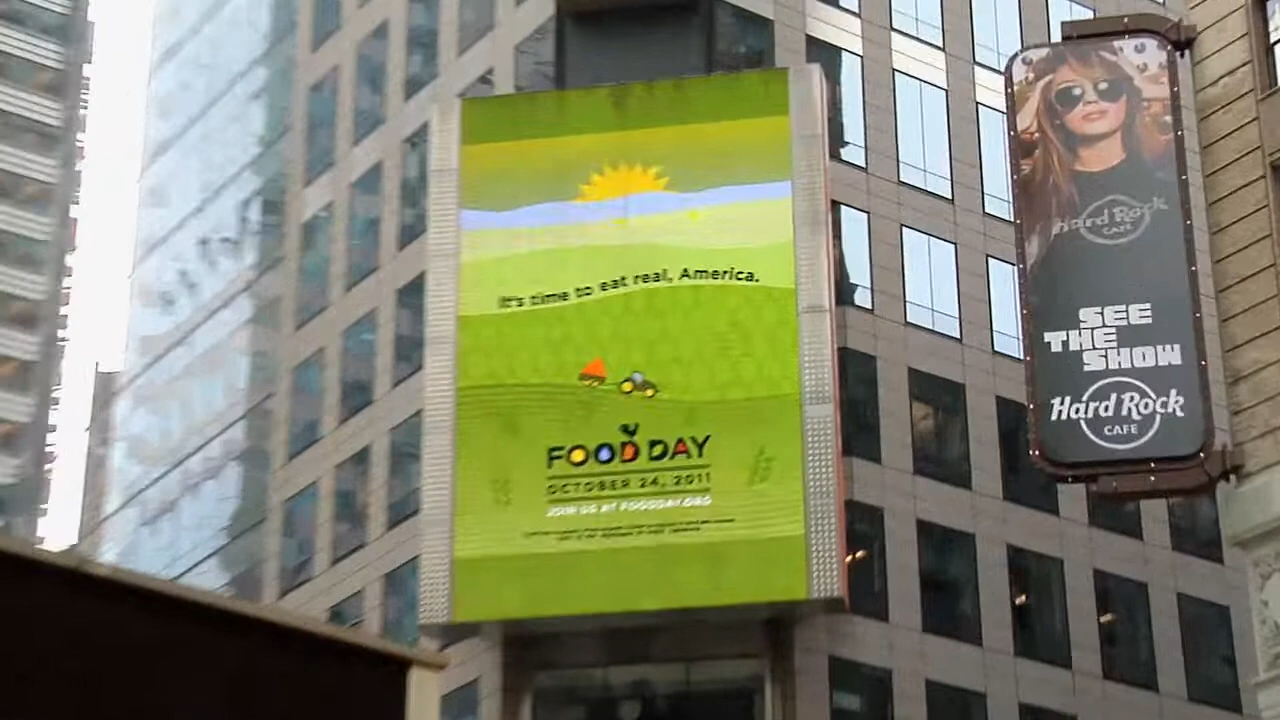 It's time to eat real, America.
FOOD DAY
OCTOBER 24, 2011
JOIN US AT FOODDAY.ORG
Hard Rock
CAFE
SEE
THE
SHOW
Hard Rock
CAFE